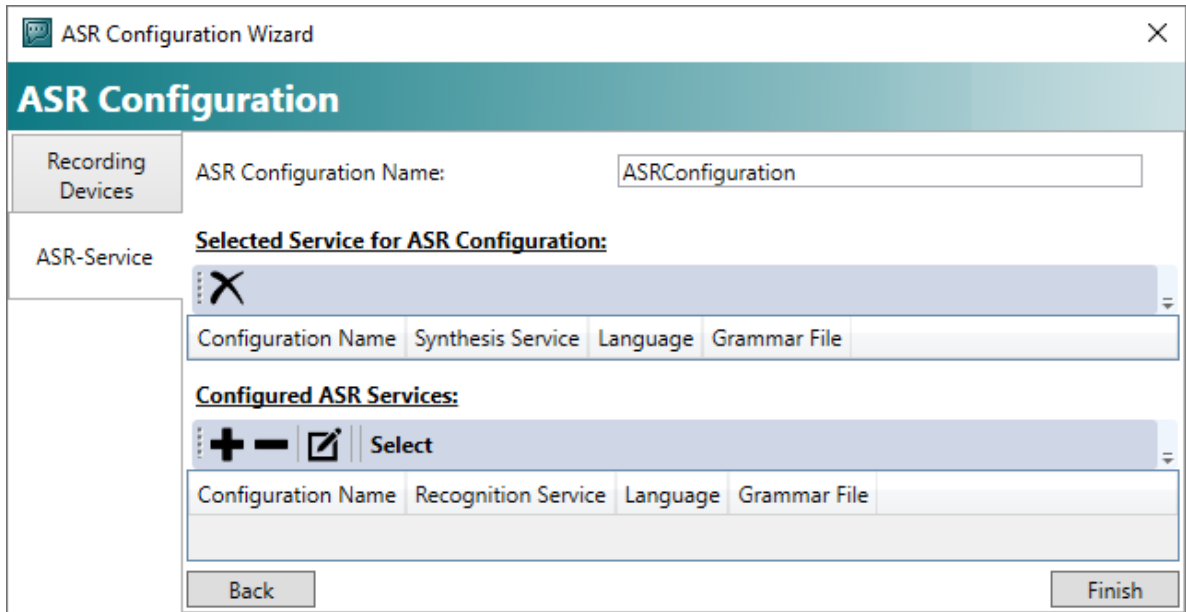 ASR Configuration Wizard
ASR Configuration
Recording
Devices
ASR-Service
ASR Configuration Name: ASRConfiguration
Selected Service for ASR Configuration:
Configuration Name Synthesis Service Language Grammar File
Configured ASR Services:
Select
Configuration Name Recognition Service Language Grammar File
Back Finish